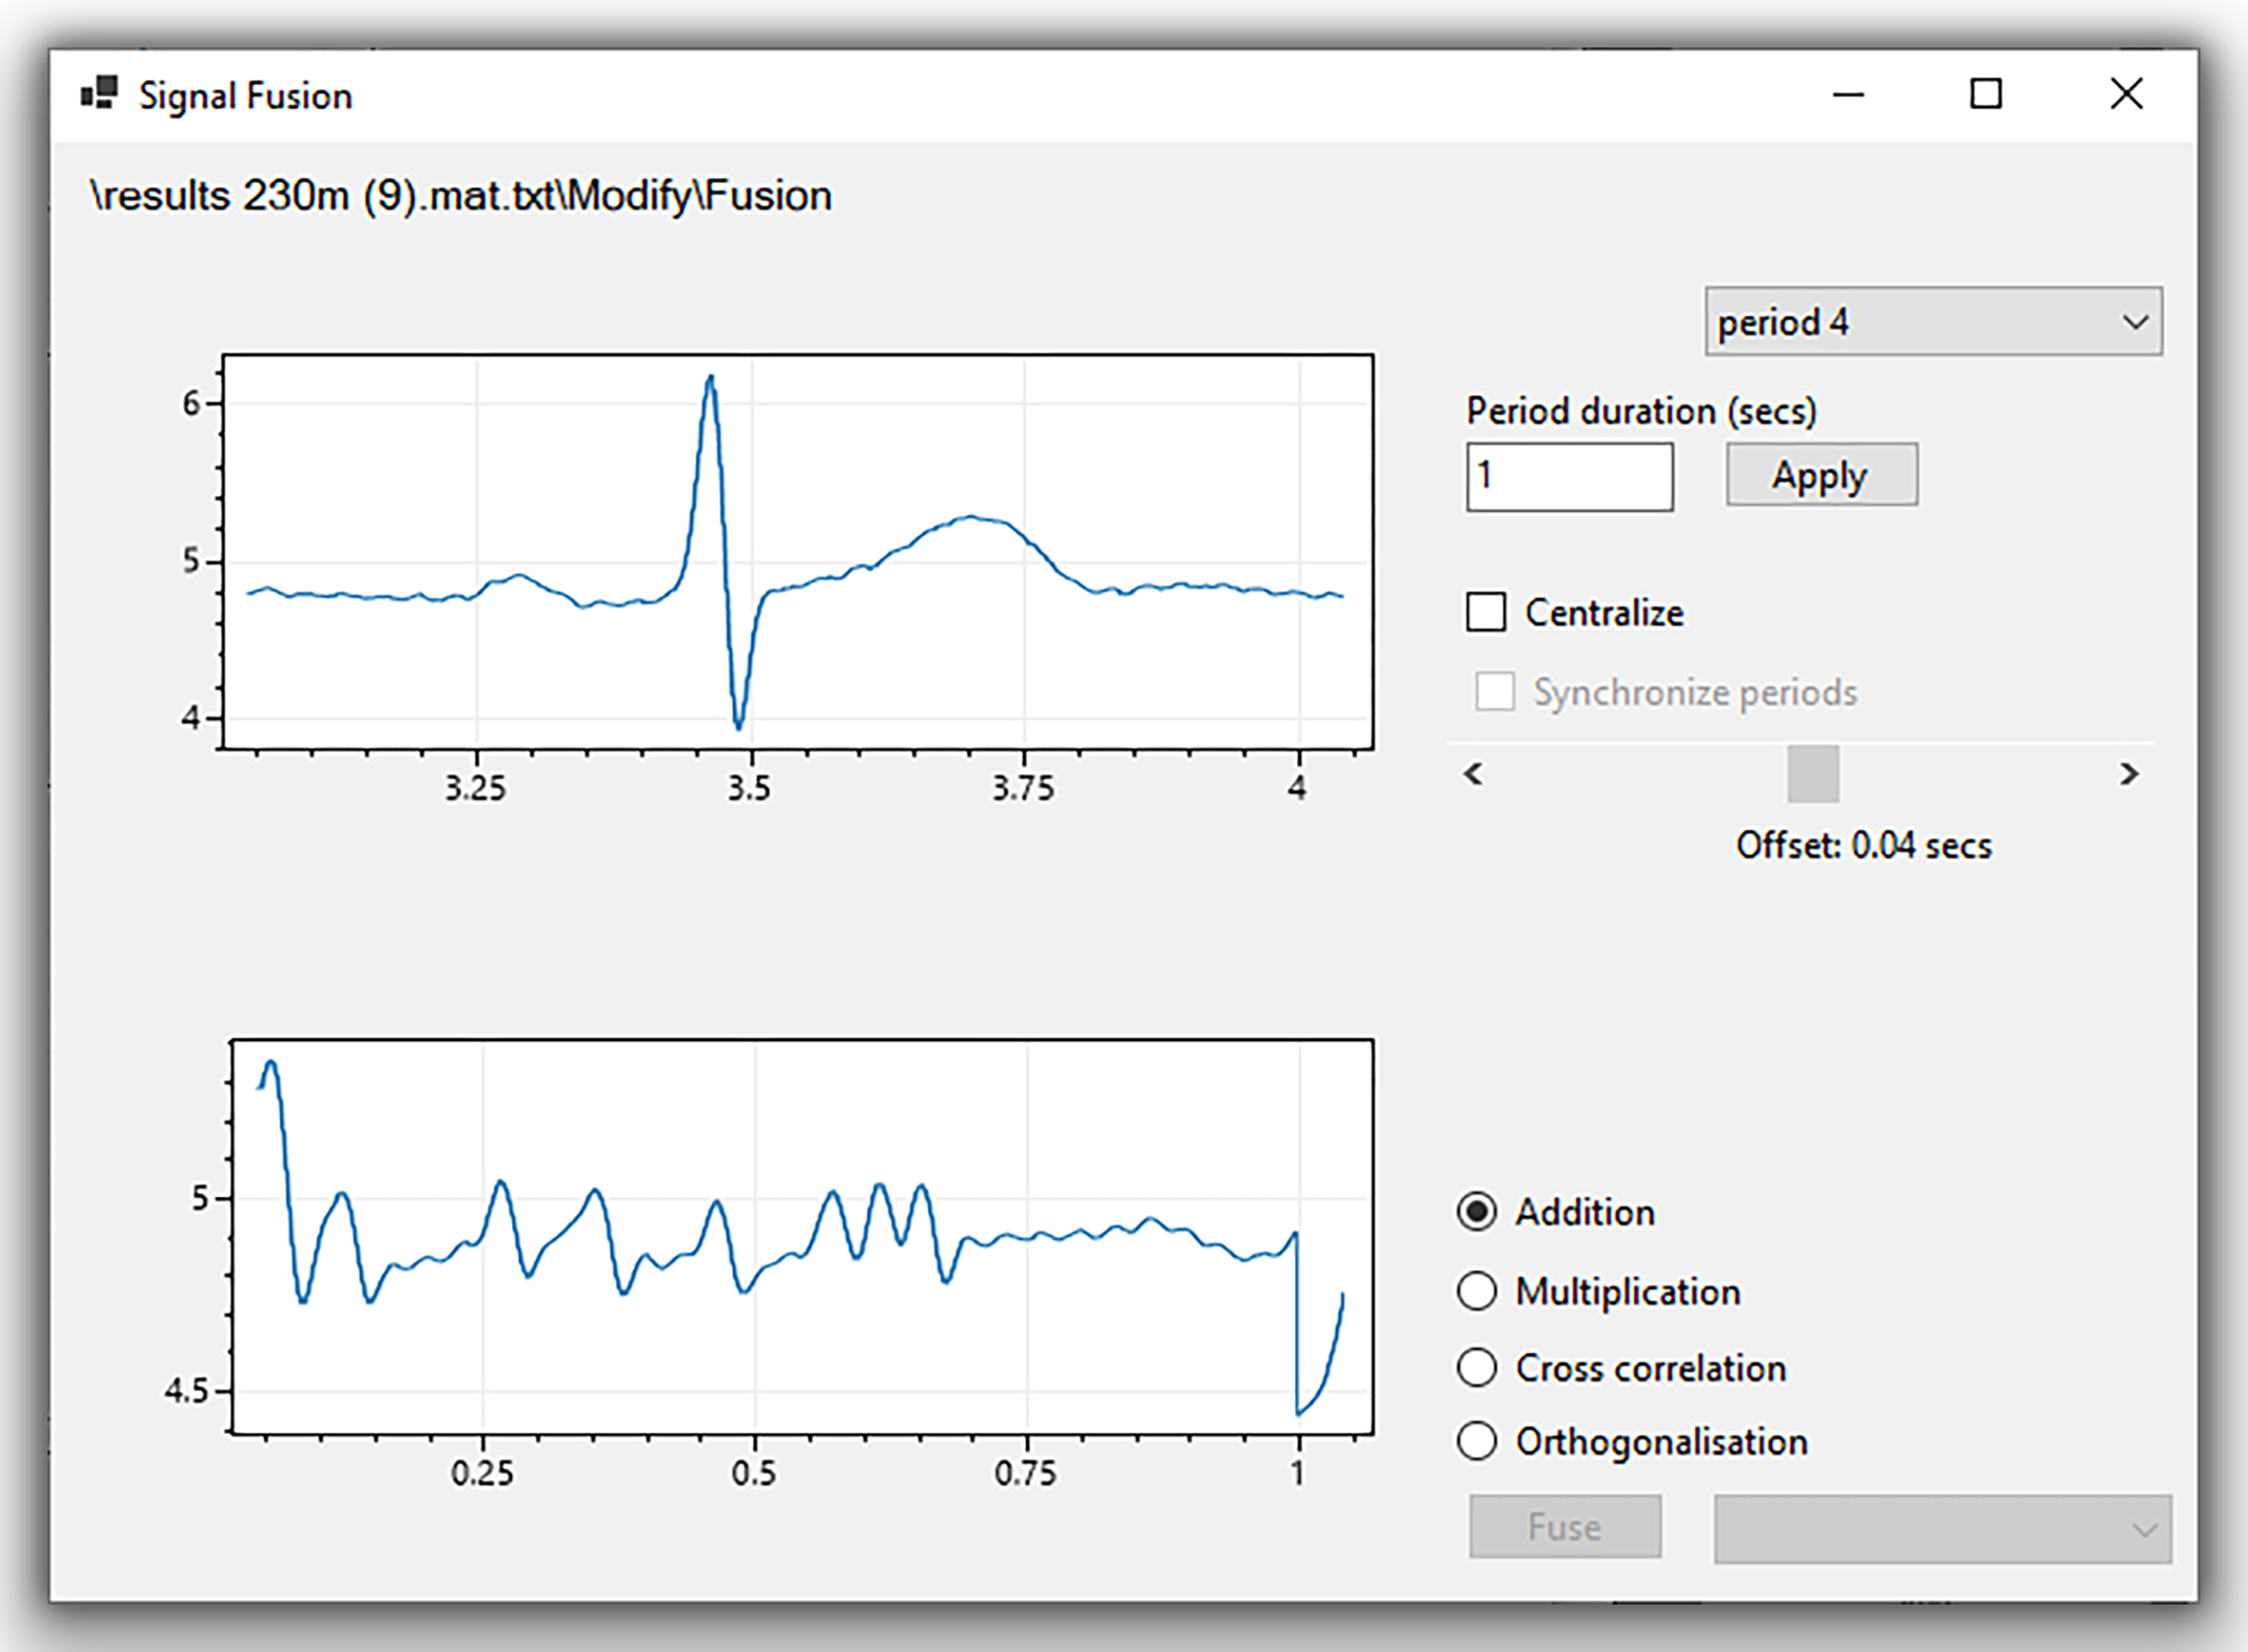 Signal Fusion
\results 230m (9).mat.txt\Modify\Fusion
period 4
Period duration (secs)
1
Apply
Centralize
Synchronize periods
< >
Offset: 0.04 secs
6
5
4
3.25 3.5 3.75 4
5
4.5
0.25 0.5 0.75 1
Addition
Multiplication
Cross correlation
Orthogonalisation
Fuse